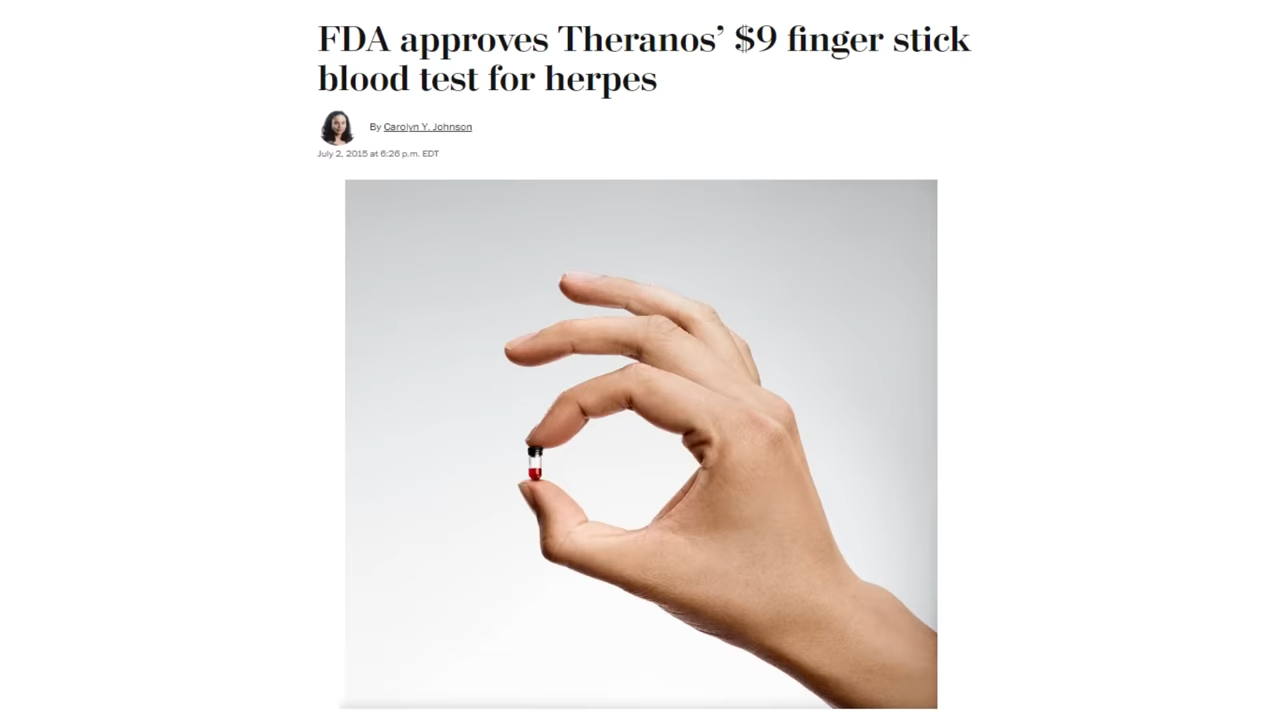 FDA approves Theranos’ $9 finger stick
blood test for herpes
By Carolyn Y. Johnson
July 2, 2015 at 6:26 p.m. EDT